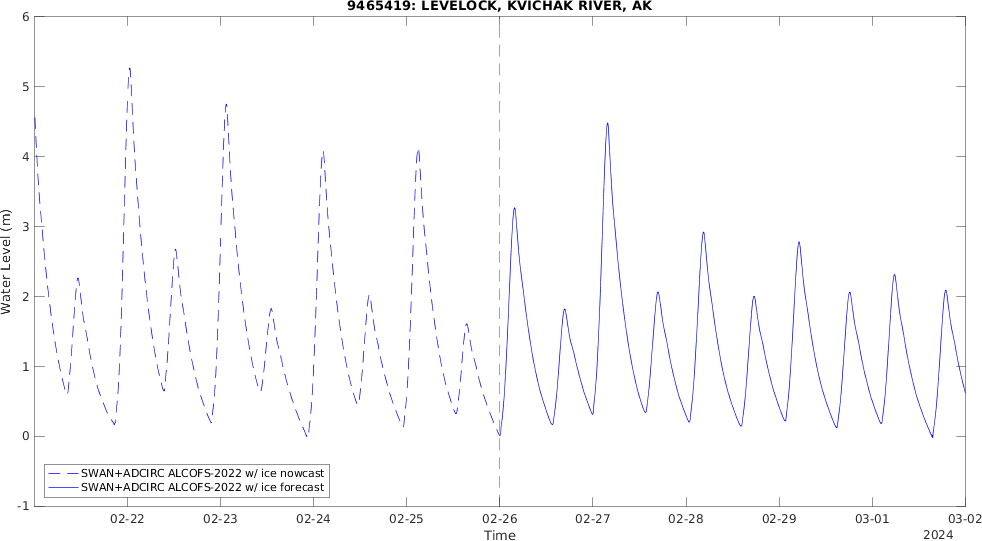 9465419: LEVELOCK, KVICHAK RIVER, AK
6
5
4
3
2
1
0
-1
Water Level (m)
SWAN+ADCIRC ALCOFS-2022 w/ ice nowcast
SWAN+ADCIRC ALCOFS-2022 w/ ice forecast
02-22 02-23 02-24 02-25 02-26 02-27 02-28 02-29 03-01 03-02
Time
2024